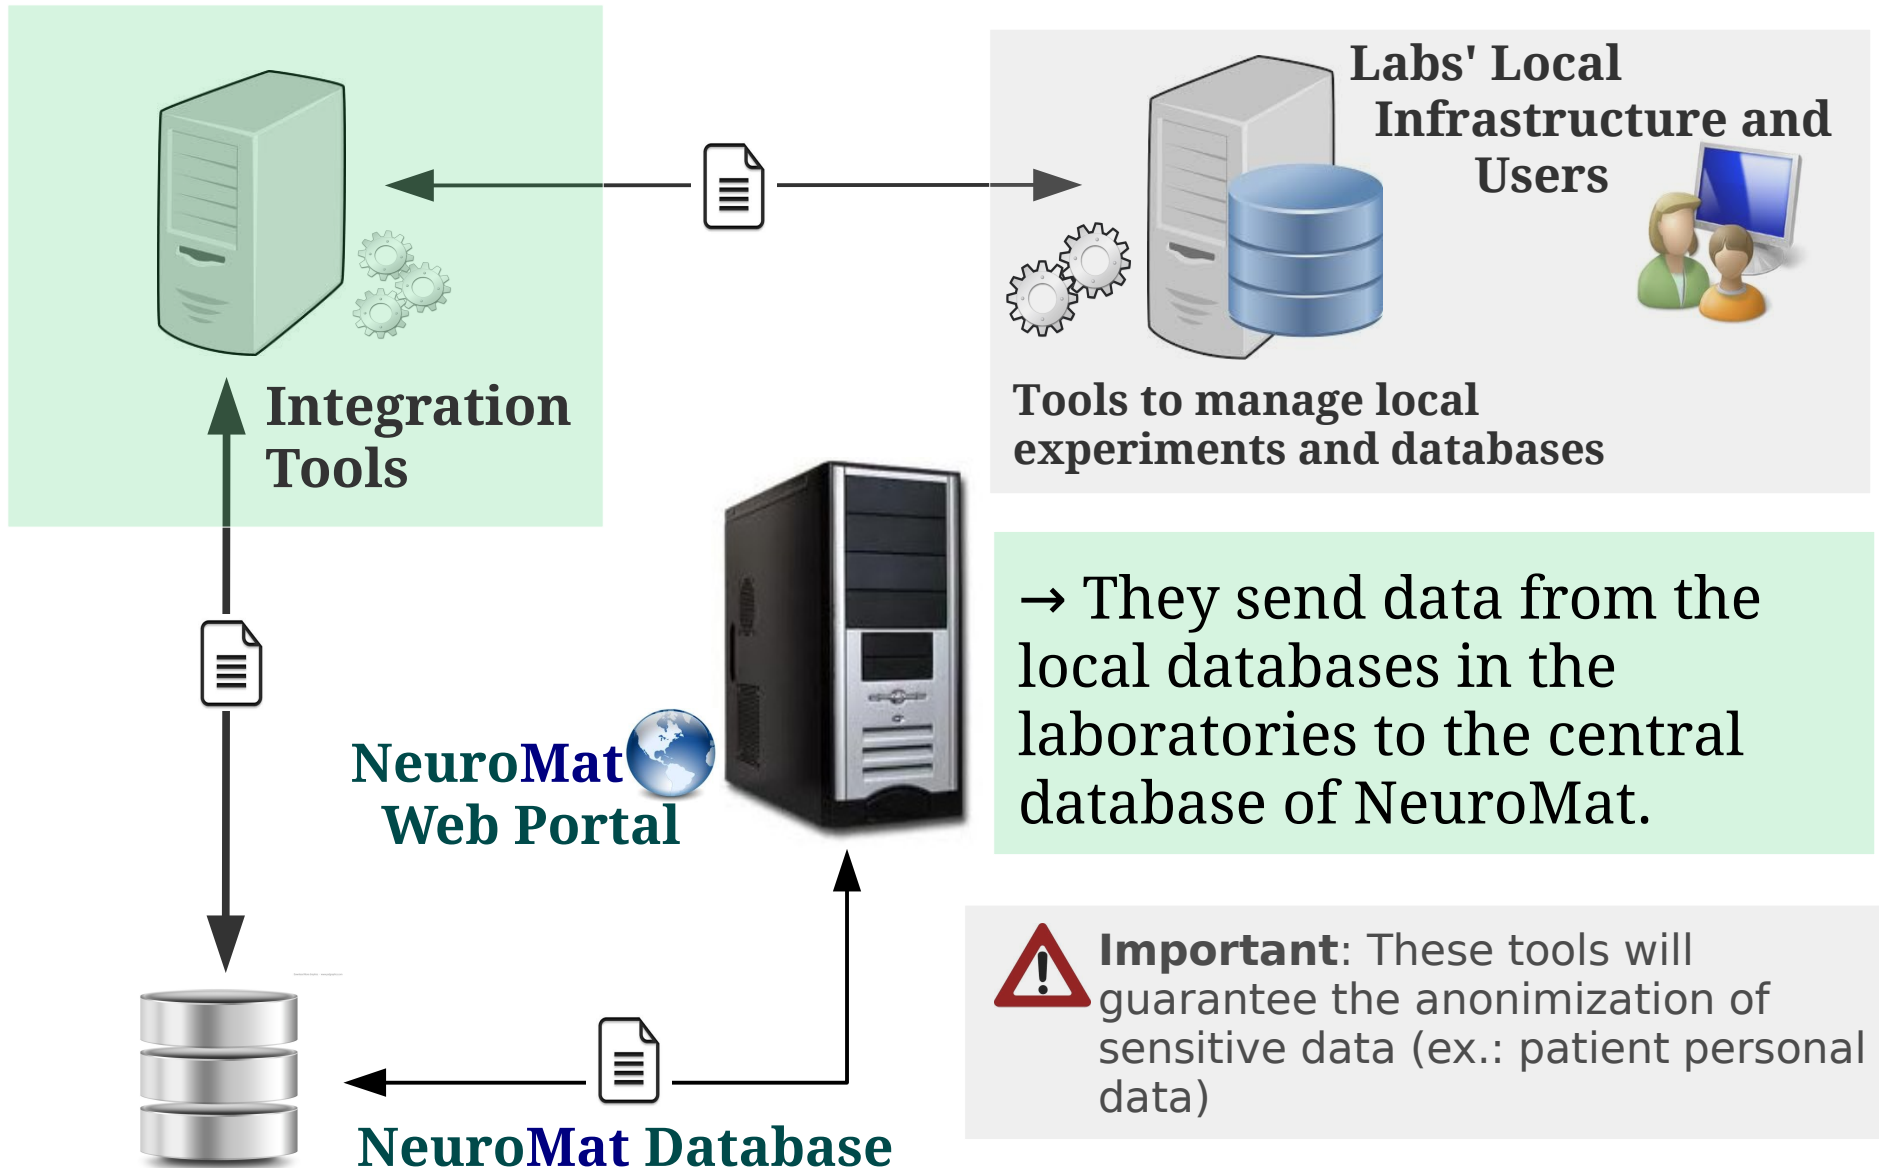 Labs' Local
Infrastructure and
Users
Integration
Tools
Tools to manage local
experiments and databases
→ They send data from the
local databases in the
laboratories to the central
database of NeuroMat.
NeuroMat
Web Portal
Important: These tools will
guarantee the anonimization of
sensitive data (ex.: patient personal
data)
NeuroMat Database